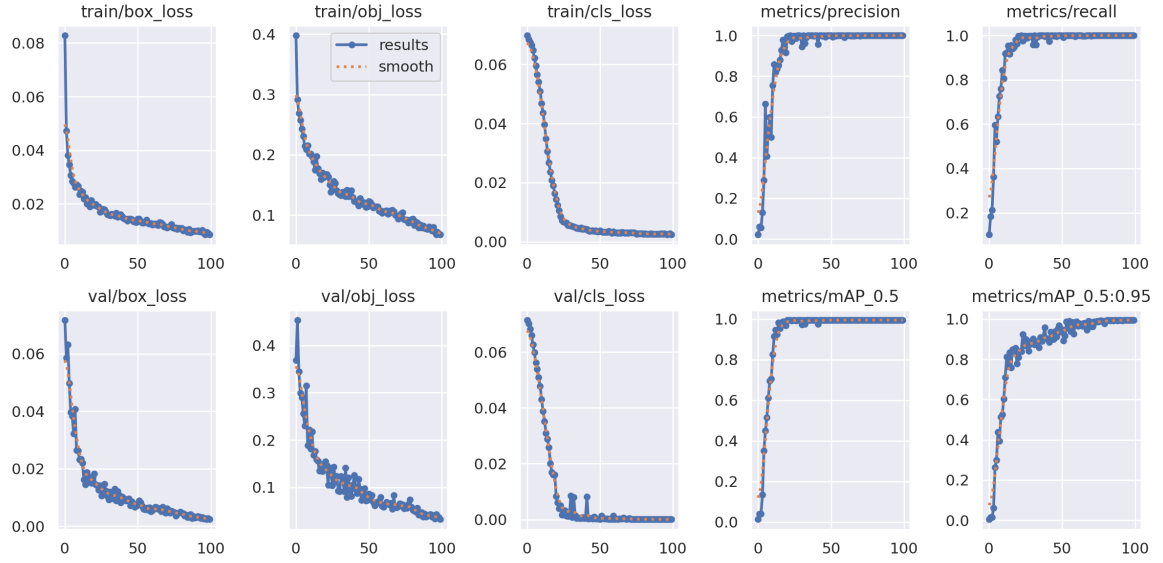 train/box_loss
0.08
0.06
0.04
0.02
0 50 100
train/obj_loss
0.4
0.3
0.2
0.1
0 50 100
results
smooth
train/cls_loss
0.06
0.04
0.02
0.00
0 50 100
metrics/precision
1.0
0.8
0.6
0.4
0.2
0.0
0 50 100
metrics/recall
1.0
0.8
0.6
0.4
0.2
0 50 100
val/box_loss
0.06
0.04
0.02
0.00
0 50 100
val/obj_loss
0.4
0.3
0.2
0.1
0 50 100
val/cls_loss
0.06
0.04
0.02
0.00
0 50 100
metrics/mAP_0.5
1.0
0.8
0.6
0.4
0.2
0.0
0 50 100
metrics/mAP_0.5:0.95
1.0
0.8
0.6
0.4
0.2
0.0
0 50 100